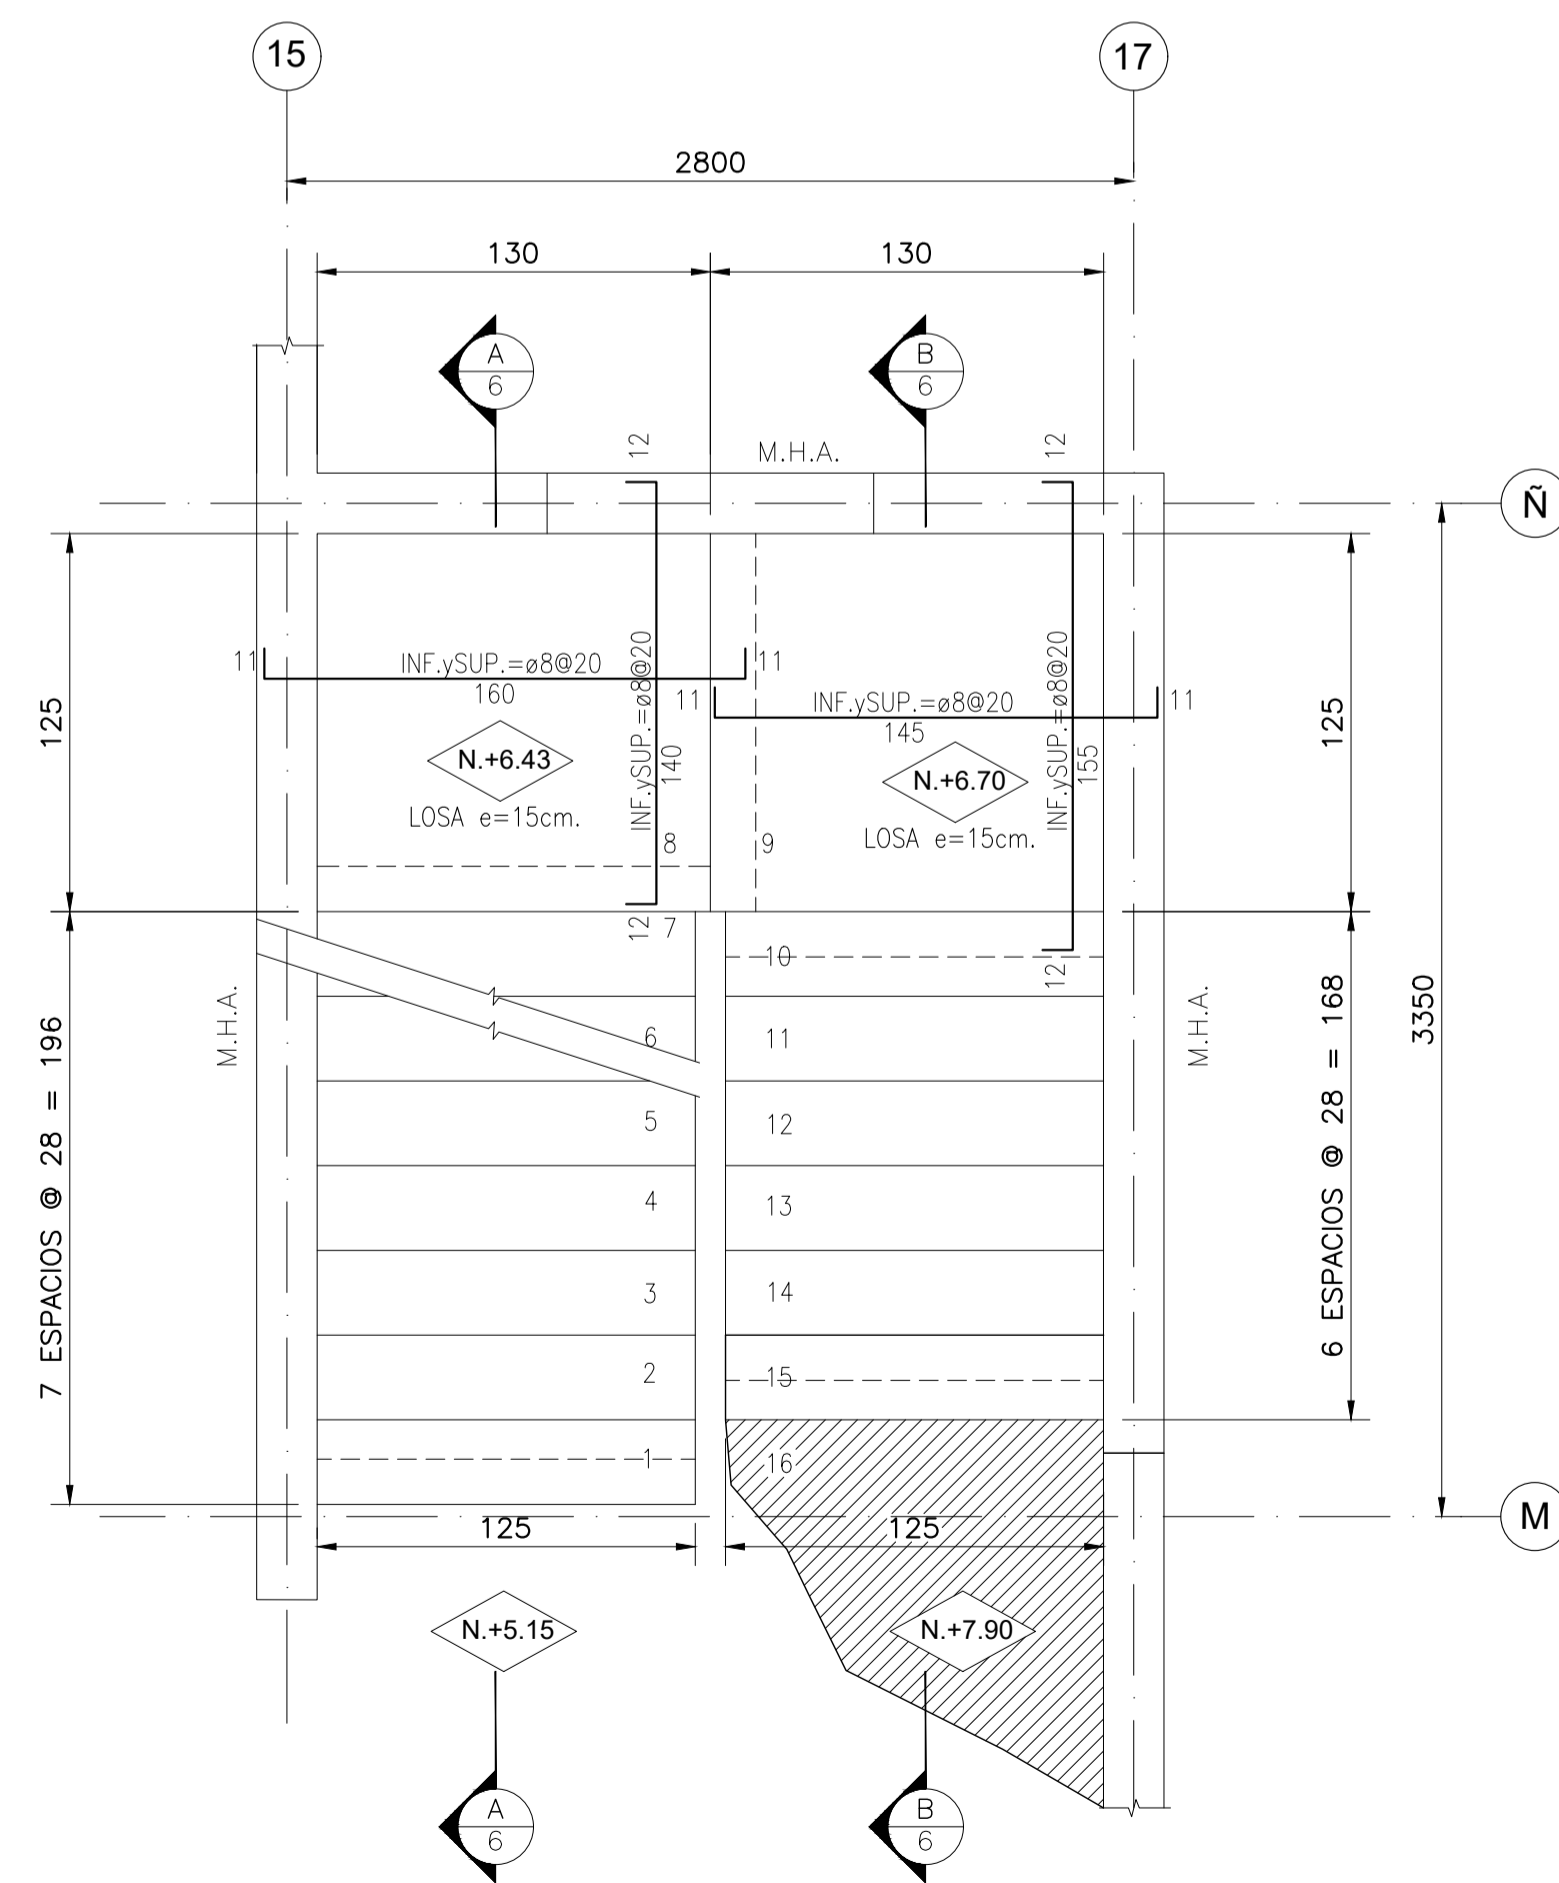 15
17
2800
130
130
A
6
B
6
12
M.H.A.
12
Ñ
11
INF.ySUP.=ø8@20
160
11
INF.ySUP.=ø8@20
140
11
INF.ySUP.=ø8@20
145
11
INF.ySUP.=ø8@20
155
125
125
N.+6.43
LOSA e=15cm.
N.+6.70
LOSA e=15cm.
8
9
12
7
10
12
M.H.A.
M.H.A.
7 ESPACIOS @ 28 = 196
6 ESPACIOS @ 28 = 168
3350
6
11
5
12
4
13
3
14
2
15
1
16
M
125
125
N.+5.15
N.+7.90
A
6
B
6